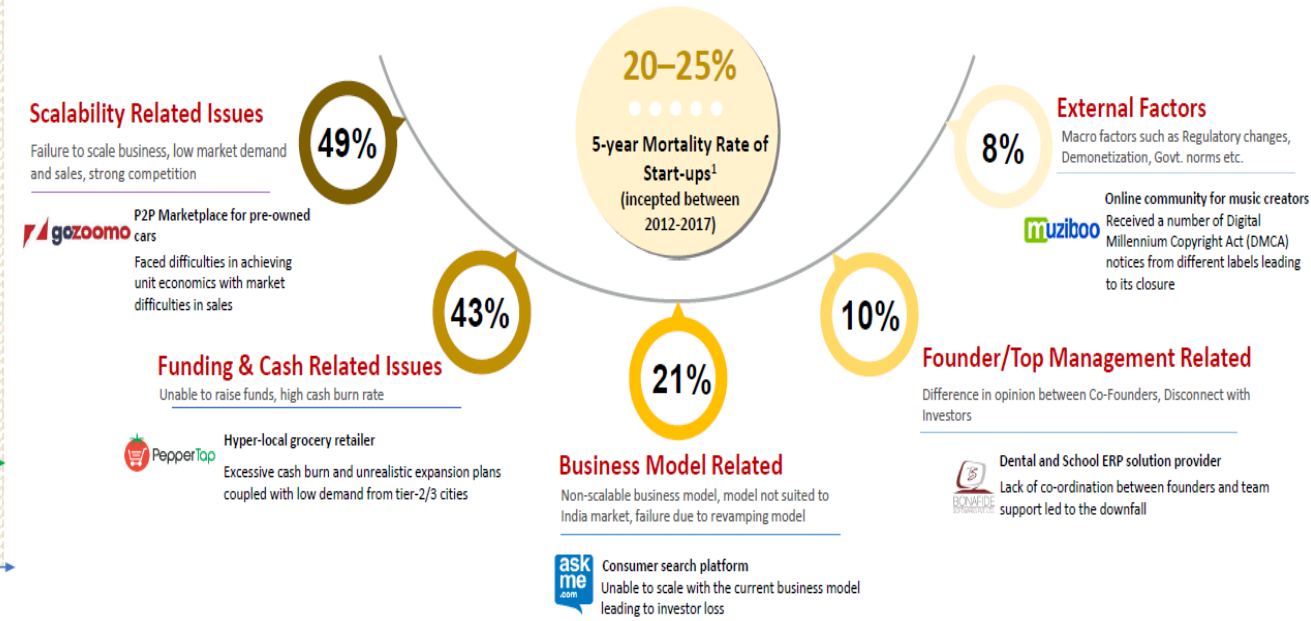 20–25%
5-year Mortality Rate of
Start-ups1
(incepted between
2012-2017)
Scalability Related Issues
Failure to scale business, low market demand
and sales, strong competition
49%
gozoomo
P2P Marketplace for pre-owned
cars
Faced difficulties in achieving
unit economics with market
difficulties in sales
43%
Funding & Cash Related Issues
Unable to raise funds, high cash burn rate
PepperTap
Hyper-local grocery retailer
Excessive cash burn and unrealistic expansion plans
coupled with low demand from tier-2/3 cities
21%
Business Model Related
Non-scalable business model, model not suited to
India market, failure due to revamping model
ask
me
.com
Consumer search platform
Unable to scale with the current business model
leading to investor loss
10%
Founder/Top Management Related
Difference in opinion between Co-Founders, Disconnect with
Investors
BONAFIDE
Dental and School ERP solution provider
Lack of co-ordination between founders and team
support led to the downfall
8%
External Factors
Macro factors such as Regulatory changes,
Demonetization, Govt. norms etc.
muziboo
Online community for music creators
Received a number of Digital
Millennium Copyright Act (DMCA)
notices from different labels leading
to its closure